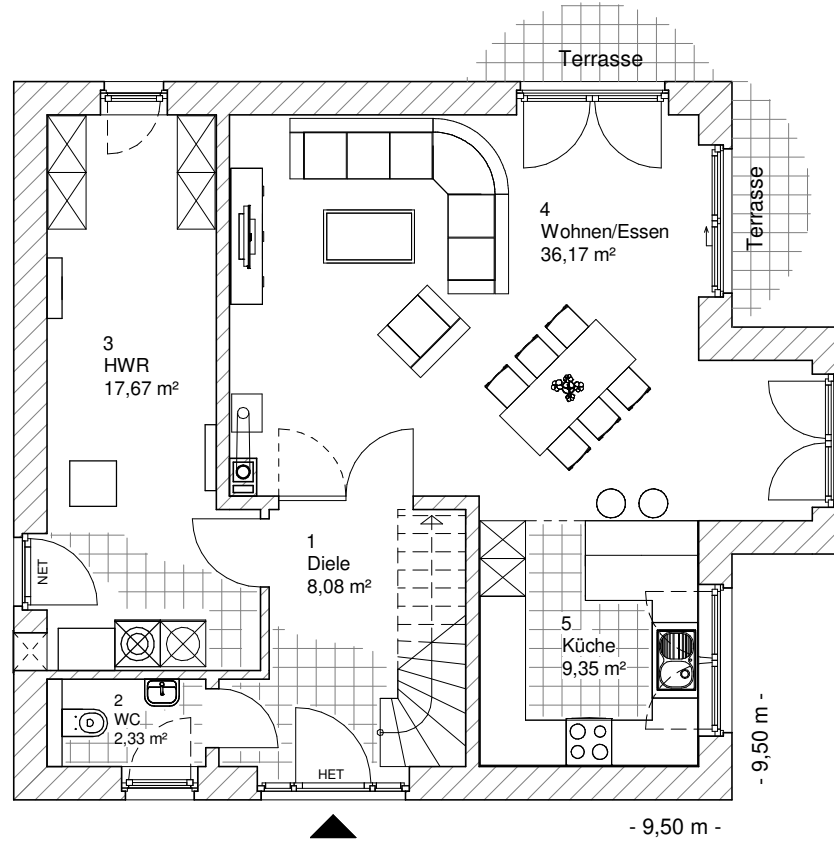 Terrasse
Terrasse
4
Wohnen/Essen
36,17 m²
3
HWR
17,67 m²
1
Diele
8,08 m²
NET
5
Küche
9,35 m²
2
WC
2,33 m²
HET
- 9,50 m -
- 9,50 m -